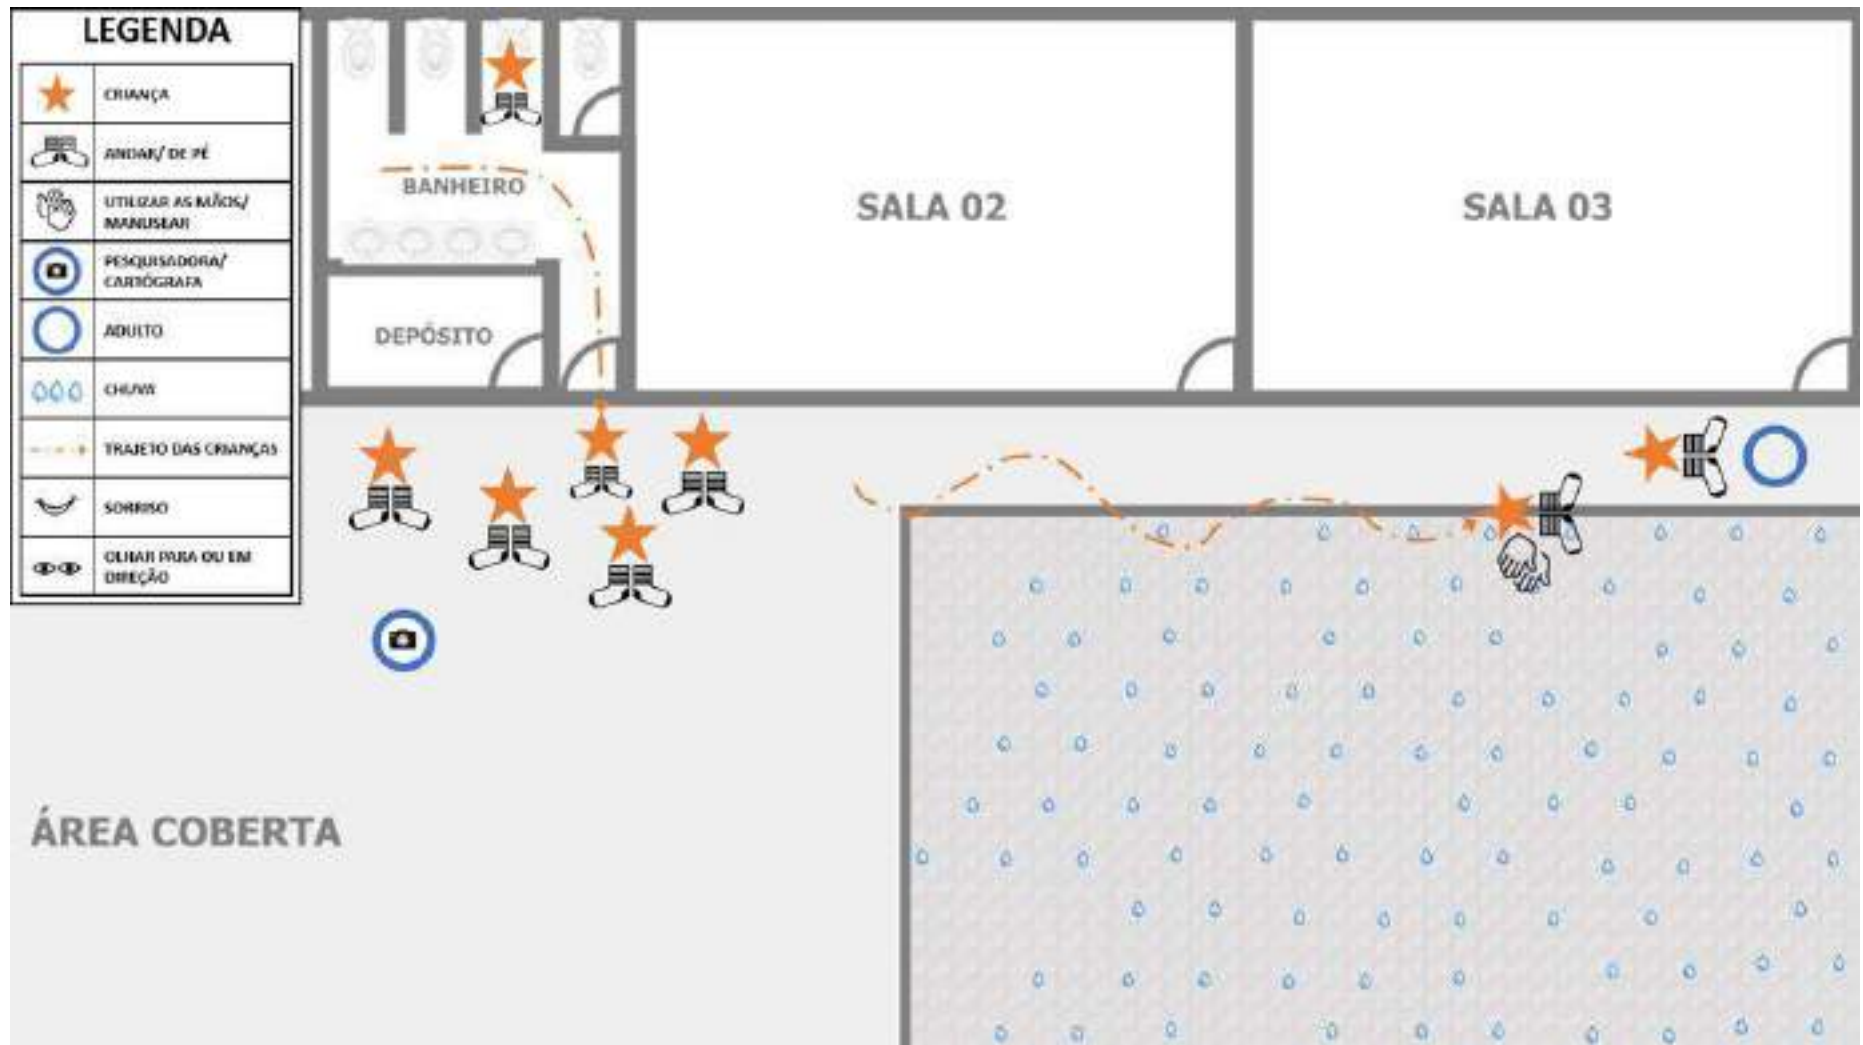 LEGENDA
CRIANÇA
ANDAR/ DE PÉ
UTILIZAR AS MÃOS/
MANUSEAR
PESQUISADORA/
CARTÓGRAFA
ADULTO
CHUVA
TRAJETO DAS CRIANÇAS
SORRISO
OLHAR PARA OU EM
DIREÇÃO
BANHEIRO
DEPÓSITO
SALA 02
SALA 03
ÁREA COBERTA